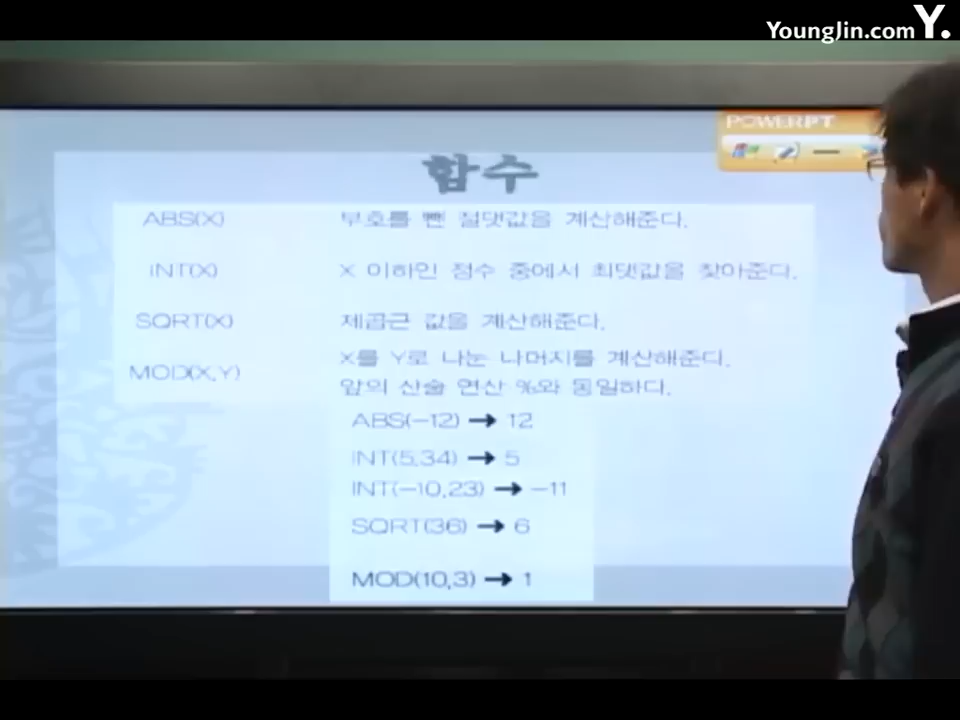 YoungJin.com Y.
POWERPT
함수
ABS(X) 부호를 뺀 절댓값을 계산해준다.
INT(X) X 이하인 정수 중에서 최댓값을 찾아준다.
SQRT(X) 제곱근 값을 계산해준다.
MOD(X,Y) X를 Y로 나눈 나머지를 계산해준다.
앞의 산술 연산 %와 동일하다.
ABS(-12) → 12
INT(5,34) → 5
INT(-10,23) → -11
SQRT(36) → 6
MOD(10,3) → 1